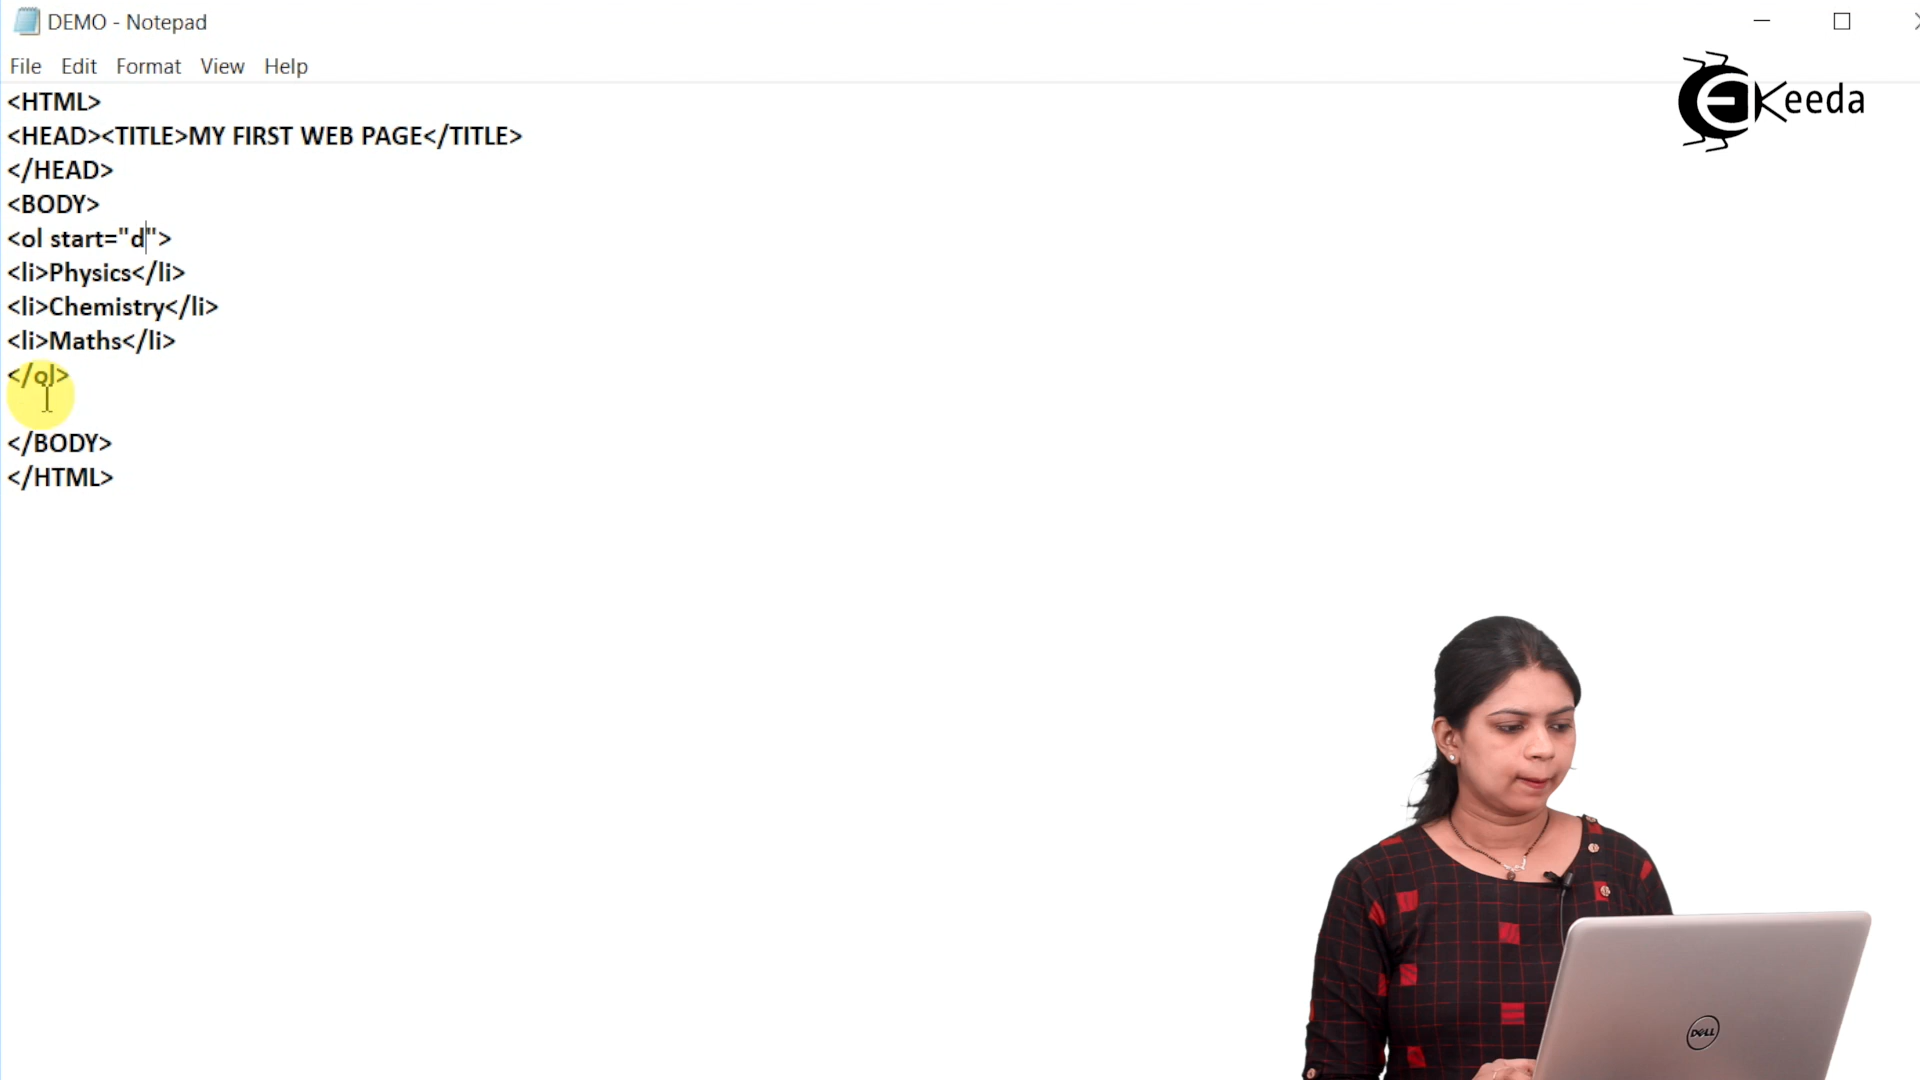 DEMO - Notepad
File Edit Format View Help
<HTML>
<HEAD><TITLE>MY FIRST WEB PAGE</TITLE>
</HEAD>
<BODY>
<ol start="d">
<li>Physics</li>
<li>Chemistry</li>
<li>Maths</li>
</ol>
</BODY>
</HTML>
EKeeda
DELL